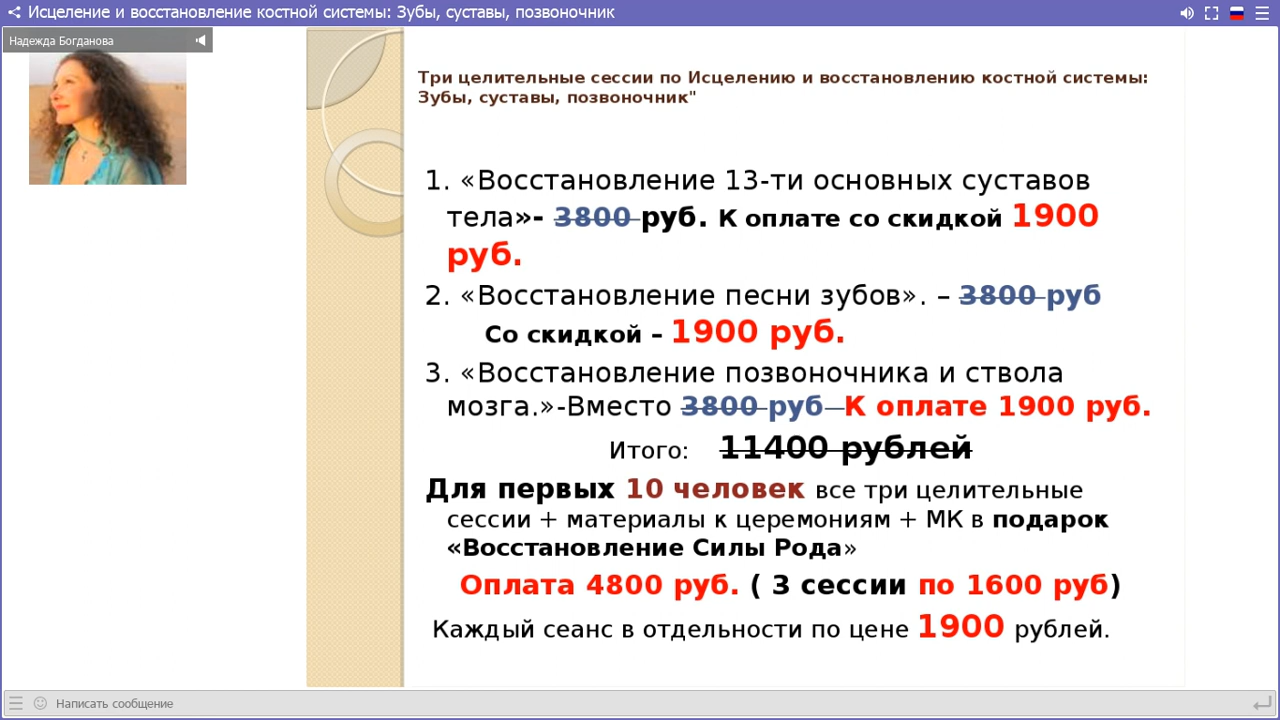 Исцеление и восстановление костной системы: Зубы, суставы, позвоночник
Надежда Богданова
Три целительные сессии по Исцелению и восстановлению костной системы:
Зубы, суставы, позвоночник"
1. «Восстановление 13-ти основных суставов
тела»- 3800 руб. К оплате со скидкой 1900
руб.
2. «Восстановление песни зубов». – 3800 руб
Со скидкой – 1900 руб.
3. «Восстановление позвоночника и ствола
мозга.»-Вместо 3800 руб К оплате 1900 руб.
Итого: 11400 рублей
Для первых 10 человек все три целительные
сессии + материалы к церемониям + МК в подарок
«Восстановление Силы Рода»
Оплата 4800 руб. ( 3 сессии по 1600 руб)
Каждый сеанс в отдельности по цене 1900 рублей.
Написать сообщение